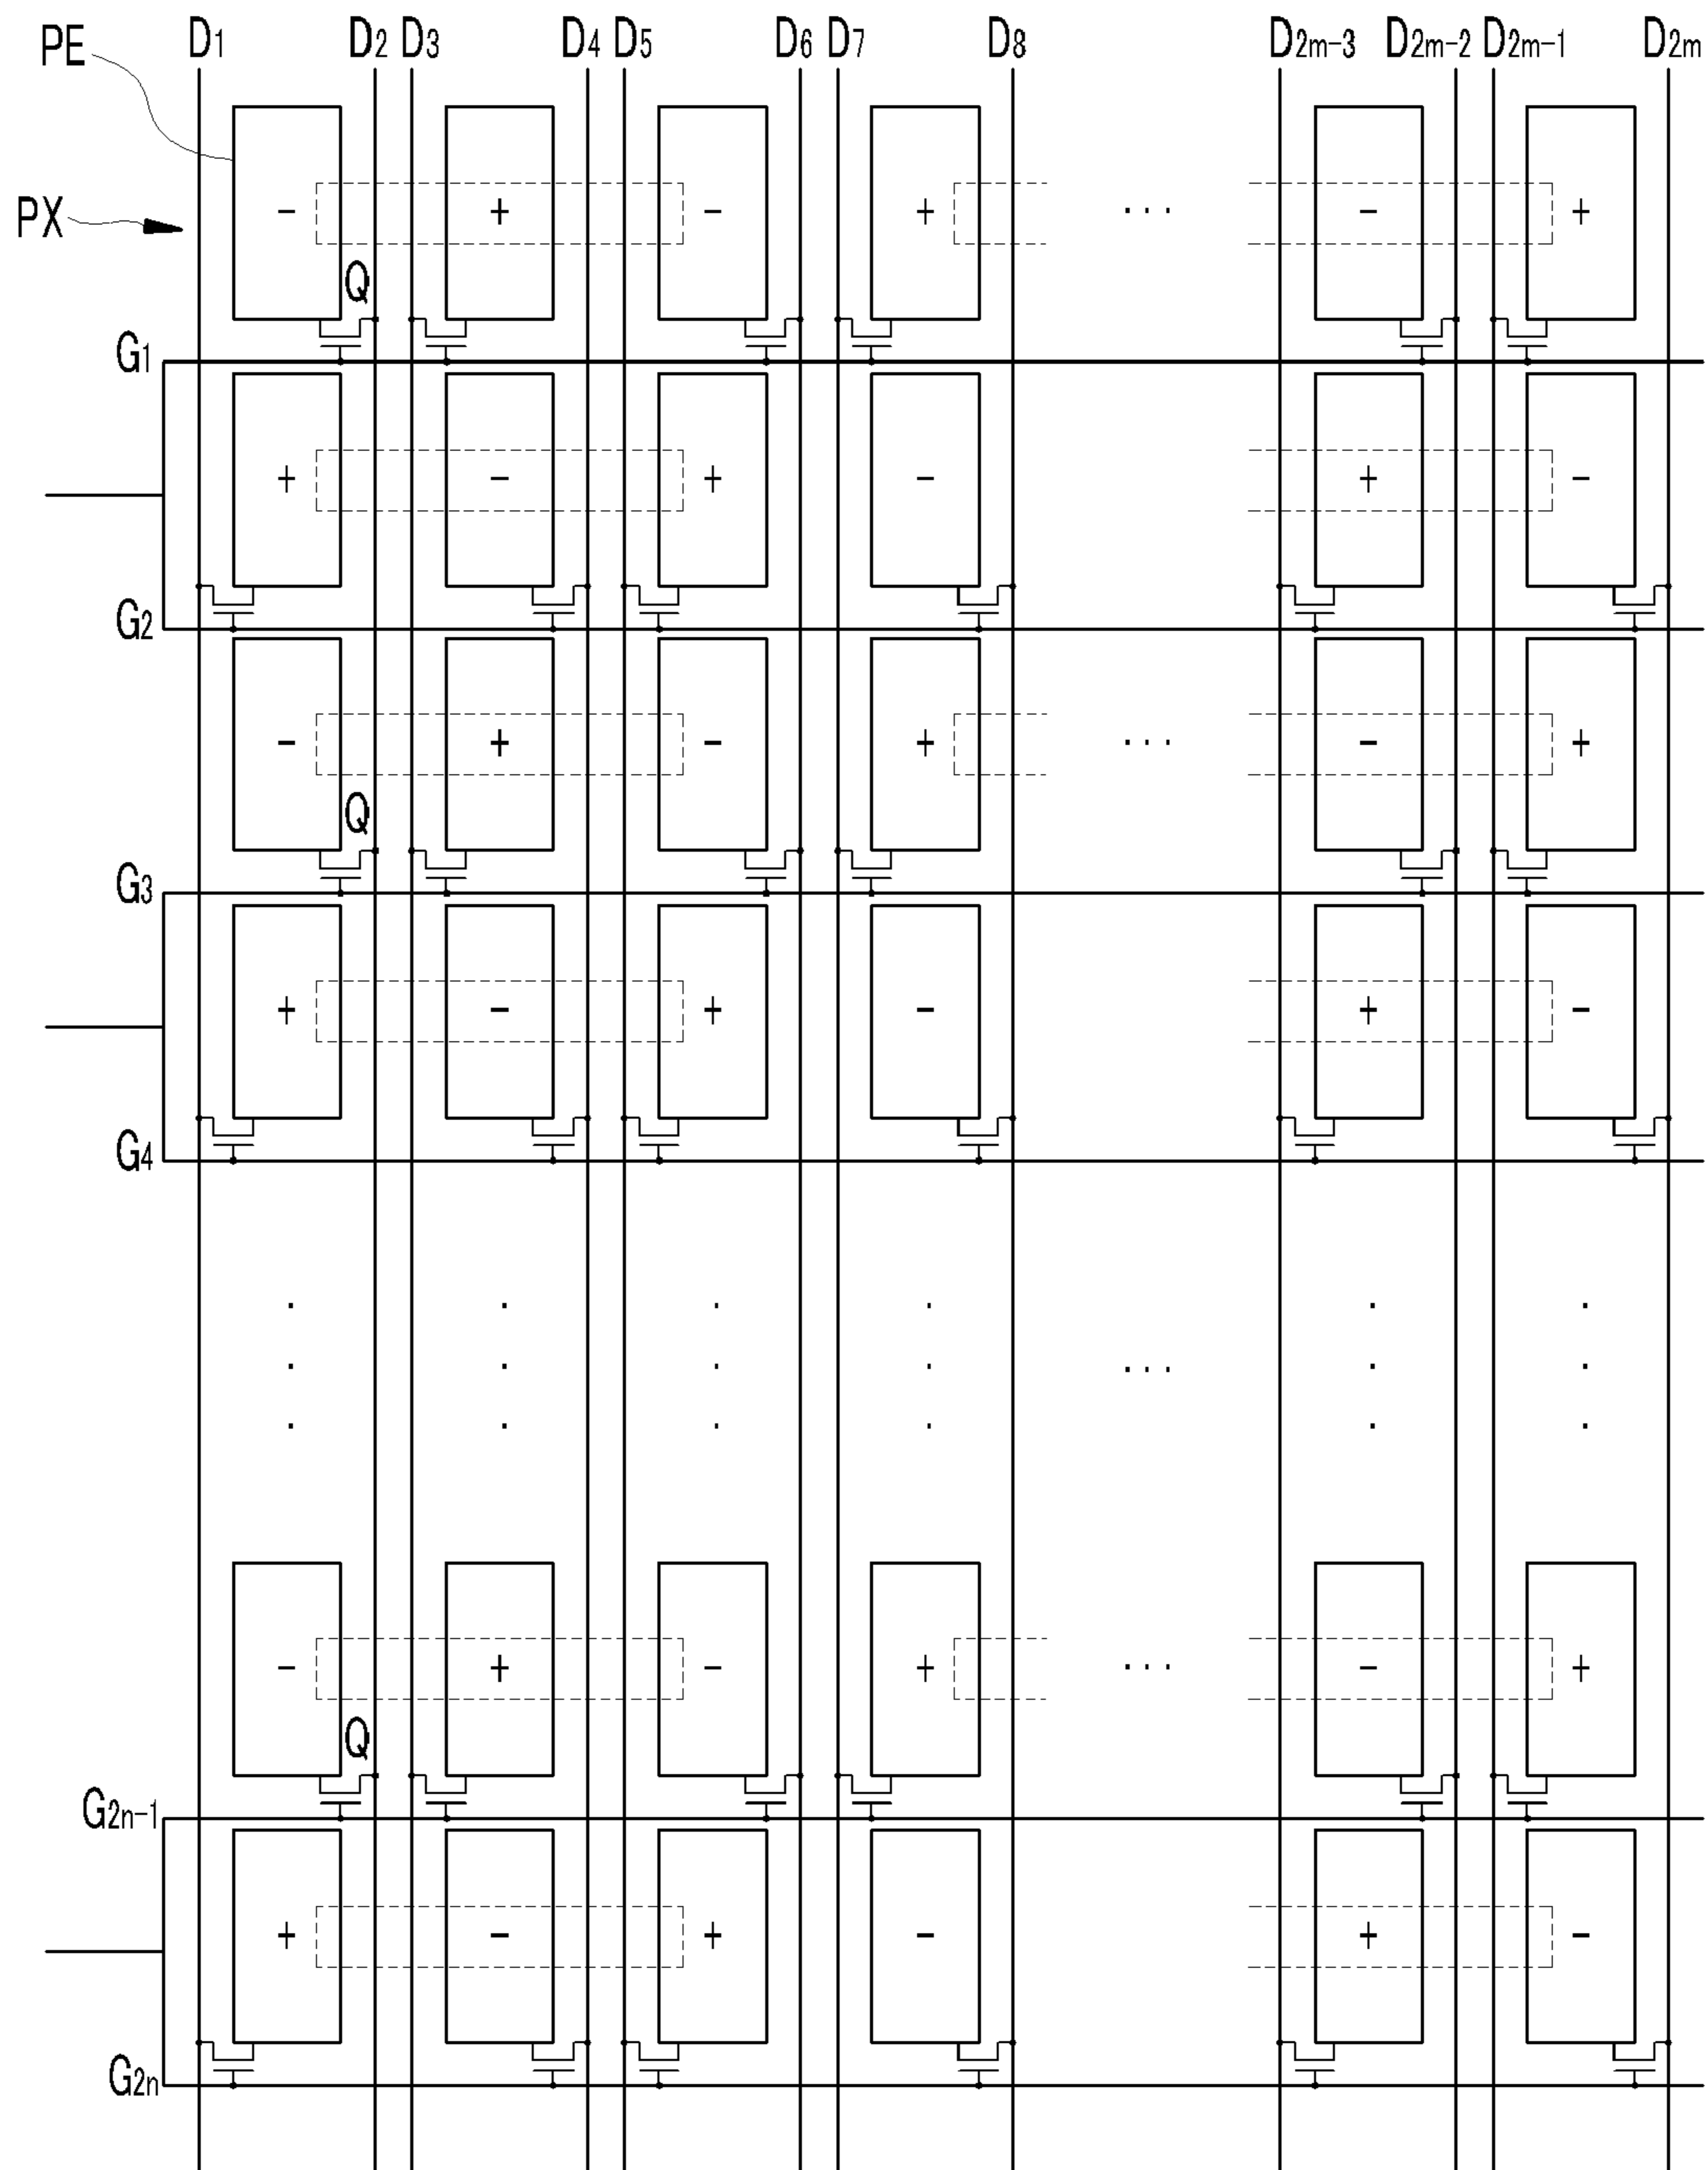 D1 D2 D3 D4 D5 D6 D7 D8 D2m-3 D2m-2 D2m-1 D2m
PE
- + - + ··· - +
PX
Q
G1
+ - + - + -
G2
- + - + ··· - +
Q
G3
+ - + - + -
G4
···
- + - + ··· - +
Q
G2n-1
+ - + - + -
G2n